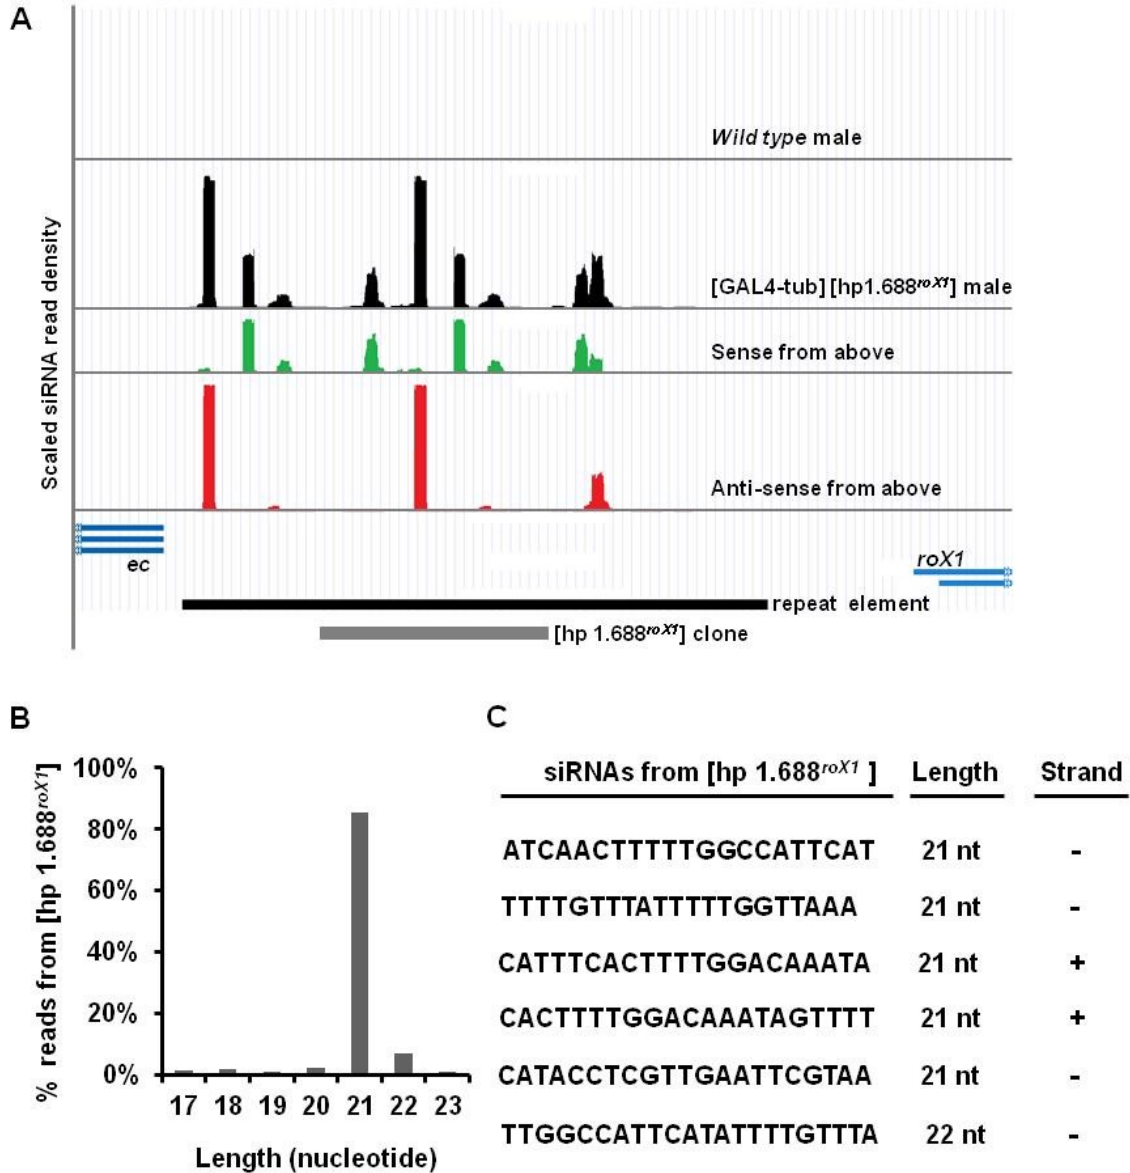 A
Scaled siRNA read density
Wild type male
[GAL4-tub] [hp1.688roX1] male
Sense from above
Anti-sense from above
ec
roX1
repeat element
[hp 1.688roX1] clone
B
% reads from [hp 1.688roX1]
100%
80%
60%
40%
20%
0%
17 18 19 20 21 22 23
Length (nucleotide)
C
siRNAs from [hp 1.688roX1 ] Length Strand
ATCAACTTTTTGGCCATTCAT 21 nt -
TTTTGTTTATTTTTGGTTAAA 21 nt -
CATTTCACTTTTGGACAAATA 21 nt +
CACTTTTGGACAAATAGTTTT 21 nt +
CATACCTCGTTGAATTCGTAA 21 nt -
TTGGCCATTCATATTTTGTTTA 22 nt -